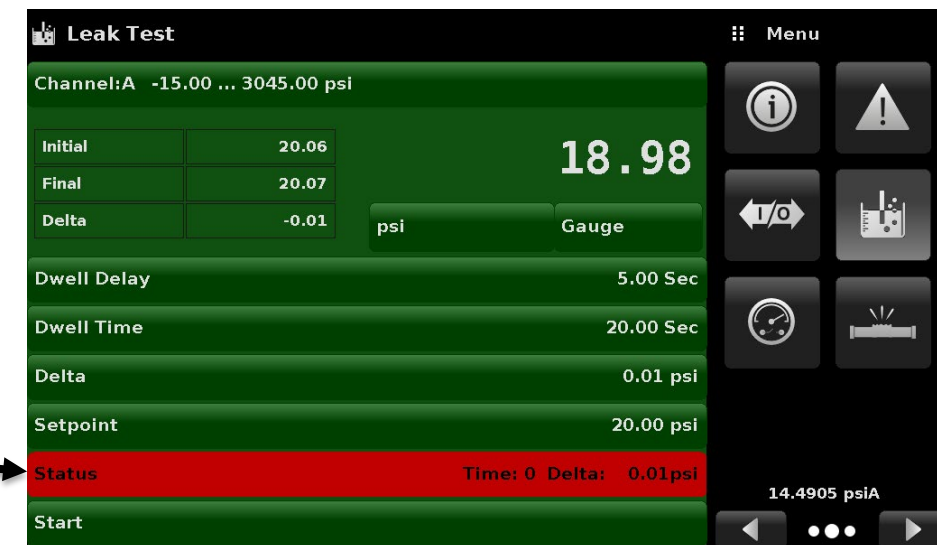 Leak Test
Menu
Channel:A -15.00 ... 3045.00 psi
Initial 20.06
18.98
Final 20.07
Delta -0.01
psi Gauge
I/O
Dwell Delay 5.00 Sec
Dwell Time 20.00 Sec
Delta 0.01 psi
Setpoint 20.00 psi
Status Time: 0 Delta: 0.01psi
14.4905 psiA
Start